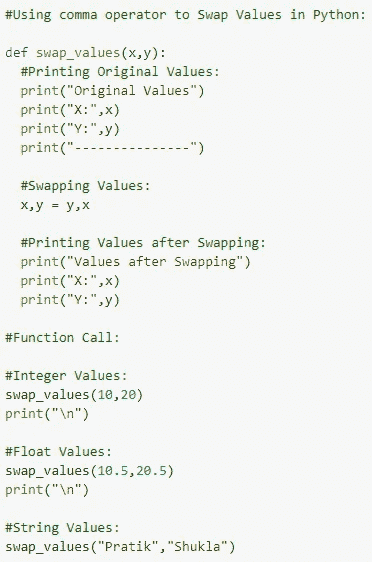 #Using comma operator to Swap Values in Python:
def swap_values(x,y):
  #Printing Original Values:
  print("Original Values")
  print("X:",x)
  print("Y:",y)
  print("---------------")
  #Swapping Values:
  x,y = y,x
  #Printing Values after Swapping:
  print("Values after Swapping")
  print("X:",x)
  print("Y:",y)
#Function Call:
#Integer Values:
swap_values(10,20)
print("\n")
#Float Values:
swap_values(10.5,20.5)
print("\n")
#String Values:
swap_values("Pratik","Shukla")